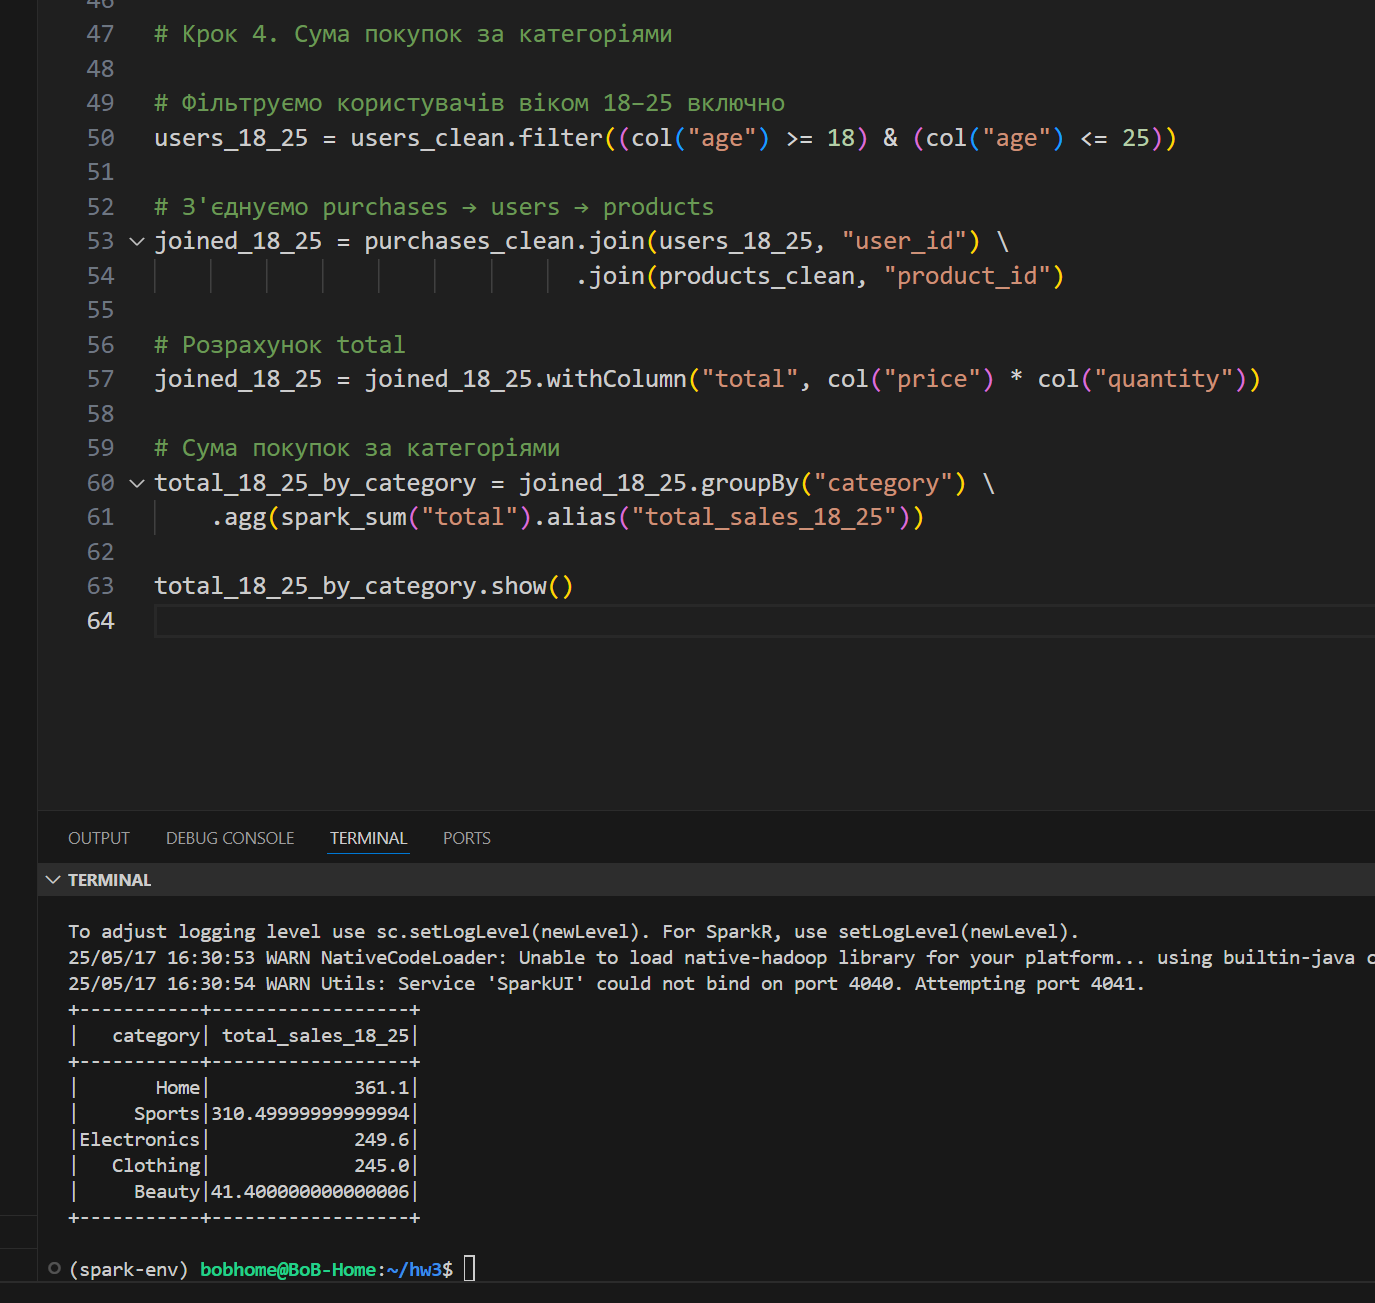 46
47 # Крок 4. Сума покупок за категоріями
48
49 # Фільтруємо користувачів віком 18–25 включно
50 users_18_25 = users_clean.filter((col("age") >= 18) & (col("age") <= 25))
51
52 # З'єднуємо purchases → users → products
53 joined_18_25 = purchases_clean.join(users_18_25, "user_id") \
54 .join(products_clean, "product_id")
55
56 # Розрахунок total
57 joined_18_25 = joined_18_25.withColumn("total", col("price") * col("quantity"))
58
59 # Сума покупок за категоріями
60 total_18_25_by_category = joined_18_25.groupBy("category") \
61 .agg(spark_sum("total").alias("total_sales_18_25"))
62
63 total_18_25_by_category.show()
64
OUTPUT DEBUG CONSOLE TERMINAL PORTS
TERMINAL
To adjust logging level use sc.setLogLevel(newLevel). For SparkR, use setLogLevel(newLevel).
25/05/17 16:30:53 WARN NativeCodeLoader: Unable to load native-hadoop library for your platform... using builtin-java
25/05/17 16:30:54 WARN Utils: Service 'SparkUI' could not bind on port 4040. Attempting port 4041.
+-----------+------------------+
|   category| total_sales_18_25|
+-----------+------------------+
|       Home|             361.1|
|     Sports|310.49999999999994|
|Electronics|             249.6|
|   Clothing|             245.0|
|     Beauty|41.400000000000006|
+-----------+------------------+
(spark-env) bobhome@BoB-Home:~/hw3$